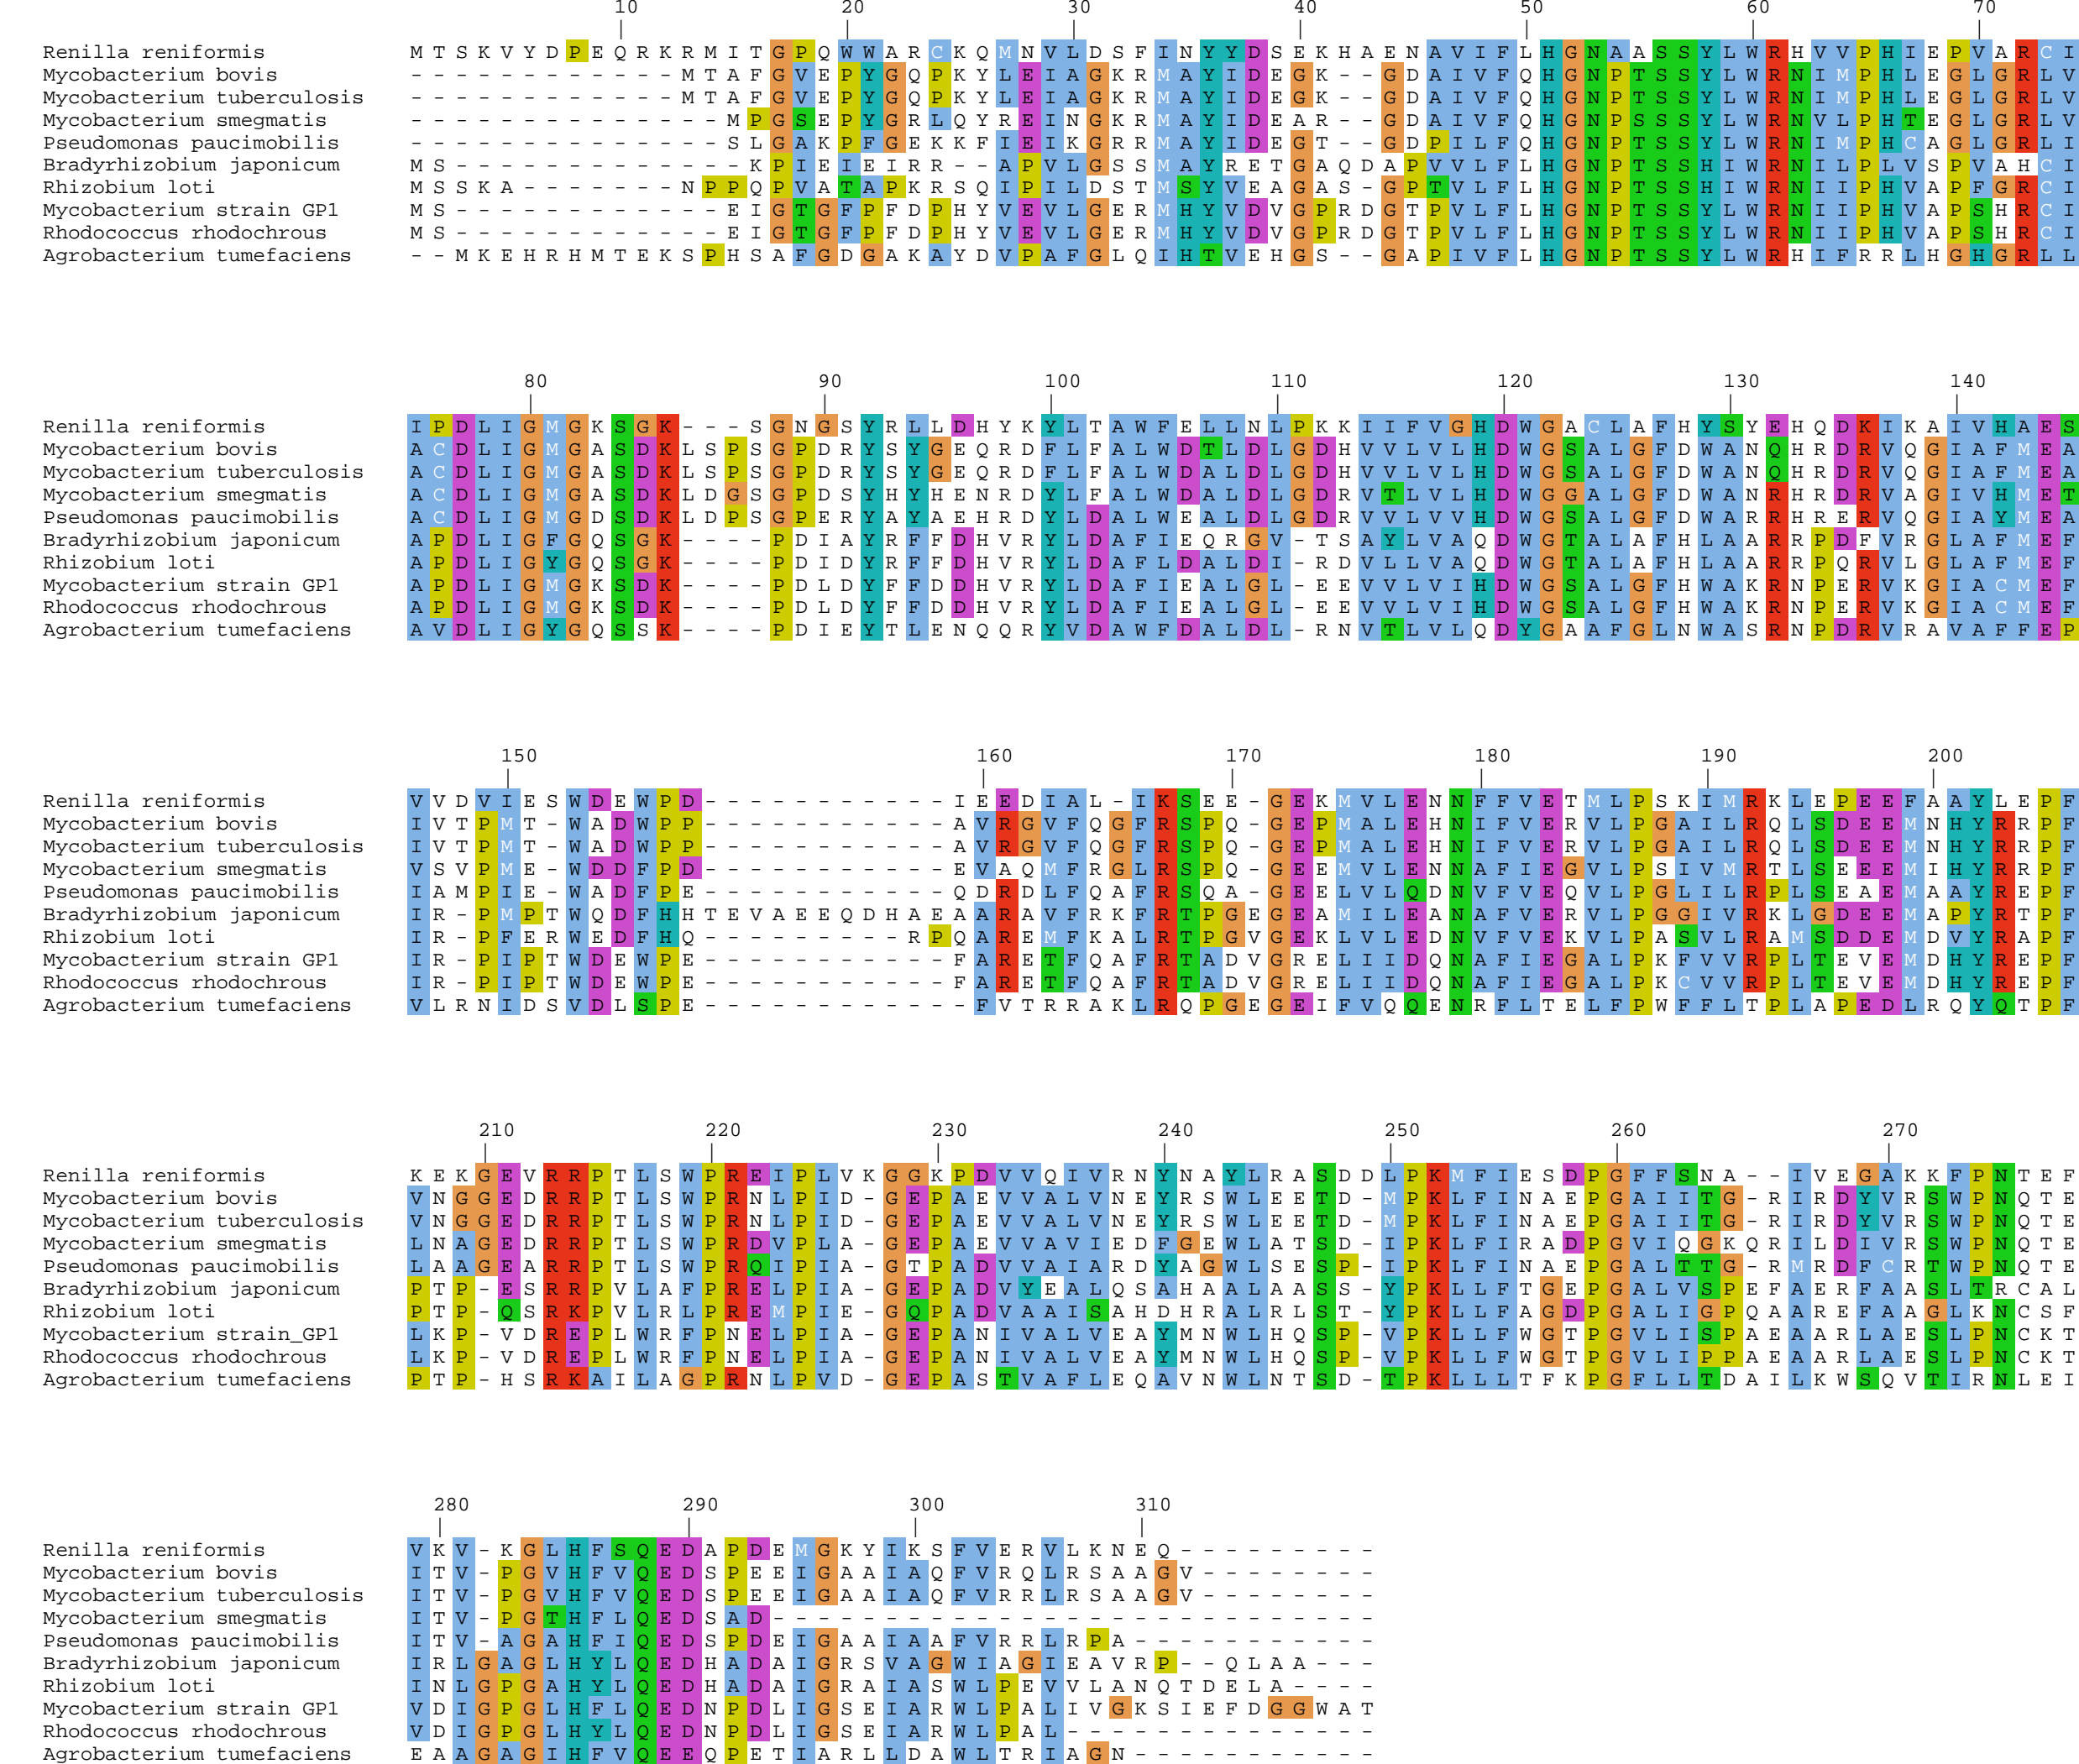 10 20 30 40 50 60 70
Renilla reniformis MTSKVYDPEQRKRMITGPQWWARCKQMNVLDSFINYYDSEKHAENAVIFLHGNAASSYLWRHVVPHIEPVARCI
Mycobacterium bovis ------------MTAFGVEPYGQPKYLEIAGKRMAYIDEGK--GDAIVFQHGNPTSSYLWRNIMPHLEGLGRLV
Mycobacterium tuberculosis ------------MTAFGVEPYGQPKYLEIAGKRMAYIDEGK--GDAIVFQHGNPTSSYLWRNIMPHLEGLGRLV
Mycobacterium smegmatis --------------MPGSEPYGRLQYREINGKRMAYIDEAR--GDAIVFQHGNPSSSYLWRNVLPHTEGLGRLV
Pseudomonas paucimobilis --------------SLGAKPFGEKKFIEIKGRRMAYIDEGT--GDPILFQHGNPTSSYLWRNIMPHCAGLGRLI
Bradyrhizobium japonicum MS-------------KPIEIEIRR--APVLGSSMAYRETGAQDAPVVLFLHGNPTSSHIWRNILPLVSPVAHCI
Rhizobium loti MSSKA-------NPPQPVATAPKRSQIPILDSTMSYVEAGAS-GPTVLFLHGNPTSSHIWRNIIPHVAPFGRCI
Mycobacterium strain GP1 MS------------EIGTGFPFDPHYVEVLGERMHYVDVGPRDGTPVLFLHGNPTSSYLWRNIIPHVAPSHRCI
Rhodococcus rhodochrous MS------------EIGTGFPFDPHYVEVLGERMHYVDVGPRDGTPVLFLHGNPTSSYLWRNIIPHVAPSHRCI
Agrobacterium tumefaciens --MKEHRHMTEKSPHSAFGDGAKAYDVPAFGLQIHTVEHGS--GAPIVFLHGNPTSSYLWRHIFRRLHGHGRLL
80 90 100 110 120 130 140
Renilla reniformis IPDLIGMGKSGK---SGNGSYRLLDHYKYLTAWFELLNLPKKIIFVGHDWGACLAFHYSYEHQDKIKAIVHAES
Mycobacterium bovis ACDLIGMGASDKLSPSGPDRYSYGEQRDFLFALWDTLDLGDHVVLVLHDWGSALGFDWANQHRDRVQGIAFMEA
Mycobacterium tuberculosis ACDLIGMGASDKLSPSGPDRYSYGEQRDFLFALWDALDLGDHVVLVLHDWGSALGFDWANQHRDRVQGIAFMEA
Mycobacterium smegmatis ACDLIGMGASDKLDGSGPDSYHYHENRDYLFALWDALDLGDRVTLVLHDWGGALGFDWANRHRDRVAGIVHMET
Pseudomonas paucimobilis ACDLIGMGDSDKLDPSGPERYAYAEHRDYLDALWEALDLGDRVVLVVHDWGSALGFDWARRHRERVQGIAYMEA
Bradyrhizobium japonicum APDLIGFGQSGK----PDIAYRFFDHVRYLDAFIEQRGV-TSAYLVAQDWGTALAFHLAARRPDFVRGLAFMEF
Rhizobium loti APDLIGYGQSGK----PDIDYRFFDHVRYLDAFLDALDI-RDVLLVAQDWGTALAFHLAARRPQRVLGLAFMEF
Mycobacterium strain GP1 APDLIGMGKSDK----PDLDYFFDDHVRYLDAFIEALGL-EEVVLVIHDWGSALGFHWAKRNPERVKGIACMEF
Rhodococcus rhodochrous APDLIGMGKSDK----PDLDYFFDDHVRYLDAFIEALGL-EEVVLVIHDWGSALGFHWAKRNPERVKGIACMEF
Agrobacterium tumefaciens AVDLIGYGQSSK----PDIEYTLENQQRYVDAWFDALDL-RNVTLVLQDYGAAFGLNWASRNPDRVRAVAFFEP
150 160 170 180 190 200
Renilla reniformis VVDVIESWDEWPD-----------IEEDIAL-IKSEE-GEKMVLENNFFVETMLPSKIMRKLEPEEFAAYLEPF
Mycobacterium bovis IVTPMT-WADWPP-----------AVRGVFQGFRSPQ-GEPMALEHNIFVERVLPGAILRQLSDEEMNHYRRPF
Mycobacterium tuberculosis IVTPMT-WADWPP-----------AVRGVFQGFRSPQ-GEPMALEHNIFVERVLPGAILRQLSDEEMNHYRRPF
Mycobacterium smegmatis VSVPME-WDDFPD-----------EVAQMFRGLRSPQ-GEEMVLENNAFIEGVLPSIVMRTLSEEEMIHYRRPF
Pseudomonas paucimobilis IAMPIE-WADFPE-----------QDRDLFQAFRSQA-GEELVLQDNVFVEQVLPGLILRPLSEAEMAAYREPF
Bradyrhizobium japonicum IR-PMPTWQDFHHTEVAEEQDHAEAARAVFRKFRTPGEGEAMILEANAFVERVLPGGIVRKLGDEEMAPYRTPF
Rhizobium loti IR-PFERWEDFHQ---------RPQAREMFKALRTPGVGEKLVLEDNVFVEKVLPASVLRAMSDDEMDVYRAPF
Mycobacterium strain GP1 IR-PIPTWDEWPE-----------FARETFQAFRTADVGRELIIDQNAFIEGALPKFVVRPLTEVEMDHYREPF
Rhodococcus rhodochrous IR-PIPTWDEWPE-----------FARETFQAFRTADVGRELIIDQNAFIEGALPKCVVRPLTEVEMDHYREPF
Agrobacterium tumefaciens VLRNIDSVDLSPE------------FVTRRAKLRQPGEGEIFVQQENRFLTELFPWFFLTPLAPEDLRQYQTPF
210 220 230 240 250 260 270
Renilla reniformis KEKGEVRRPTLSWPREIPLVKGGKPDVVQIVRNYNAYLRASDDLPKMFIESDPGFFSNA--IVEGAKKFPNTEF
Mycobacterium bovis VNGGEDRRPTLSWPRNLPID-GEPAEVVALVNEYRSWLEETD-MPKLFINAEPGAIITG-RIRDYVRSWPNQTE
Mycobacterium tuberculosis VNGGEDRRPTLSWPRNLPID-GEPAEVVALVNEYRSWLEETD-MPKLFINAEPGAIITG-RIRDYVRSWPNQTE
Mycobacterium smegmatis LNAGEDRRPTLSWPRDVPLA-GEPAEVVAVIEDFGEWLATSD-IPKLFIRADPGVIQGKQRILDIVRSWPNQTE
Pseudomonas paucimobilis LAAGEARRPTLSWPRQIPIA-GTPADVVAIARDYAGWLSESP-IPKLFINAEPGALTTG-RMRDFCRTWPNQTE
Bradyrhizobium japonicum PTP-ESRRPVLAFPRELPIA-GEPADVYEALQSAHAALAASS-YPKLLFTGEPGALVSPEFAERFAASLTRCAL
Rhizobium loti PTP-QSRKPVLRLPREMPIE-GQPADVAAISAHDHRALRLST-YPKLLFAGDPGALIGPQAAREFAAGLKNCSF
Mycobacterium strain_GP1 LKP-VDREPLWRFPNELPIA-GEPANIVALVEAYMNWLHQSP-VPKLLFWGTPGVLISPAEAARLAESLPNCKT
Rhodococcus rhodochrous LKP-VDREPLWRFPNELPIA-GEPANIVALVEAYMNWLHQSP-VPKLLFWGTPGVLIPPAEAARLAESLPNCKT
Agrobacterium tumefaciens PTP-HSRKAILAGPRNLPVD-GEPASTVAFLEQAVNWLNTSD-TPKLLLTFKPGFLLTDAILKWSQVTIRNLEI
280 290 300 310
Renilla reniformis VKV-KGLHFSQEDAPDEMGKYIKSFVERVLKNEQ---------
Mycobacterium bovis ITV-PGVHFVQEDSPEEIGAAIAQFVRQLRSAAGV--------
Mycobacterium tuberculosis ITV-PGVHFVQEDSPEEIGAAIAQFVRRLRSAAGV--------
Mycobacterium smegmatis ITV-PGTHFLQEDSAD---------------------------
Pseudomonas paucimobilis ITV-AGAHFIQEDSPDEIGAAIAAFVRRLRPA-----------
Bradyrhizobium japonicum IRLGAGLHYLQEDHADAIGRSVAGWIAGIEAVRP--QLAA---
Rhizobium loti INLGPGAHYLQEDHADAIGRAIASWLPEVVLANQTDELA----
Mycobacterium strain GP1 VDIGPGLHFLQEDNPDLIGSEIARWLPALIVGKSIEFDGGWAT
Rhodococcus rhodochrous VDIGPGLHYLQEDNPDLIGSEIARWLPAL--------------
Agrobacterium tumefaciens EAAGAGIHFVQEEQPETIARLLDAWLTRIAGN-----------